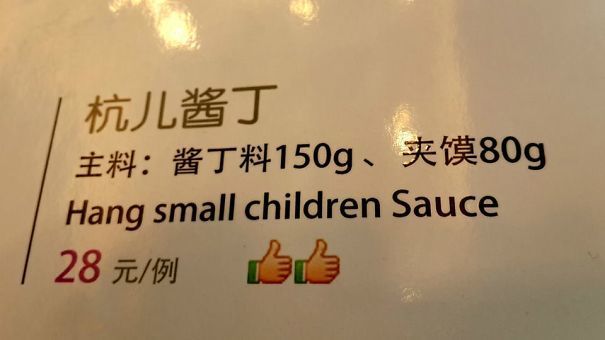 杭儿酱丁
主料：酱丁料150g、夹馍80g
Hang small children Sauce
28 元/例